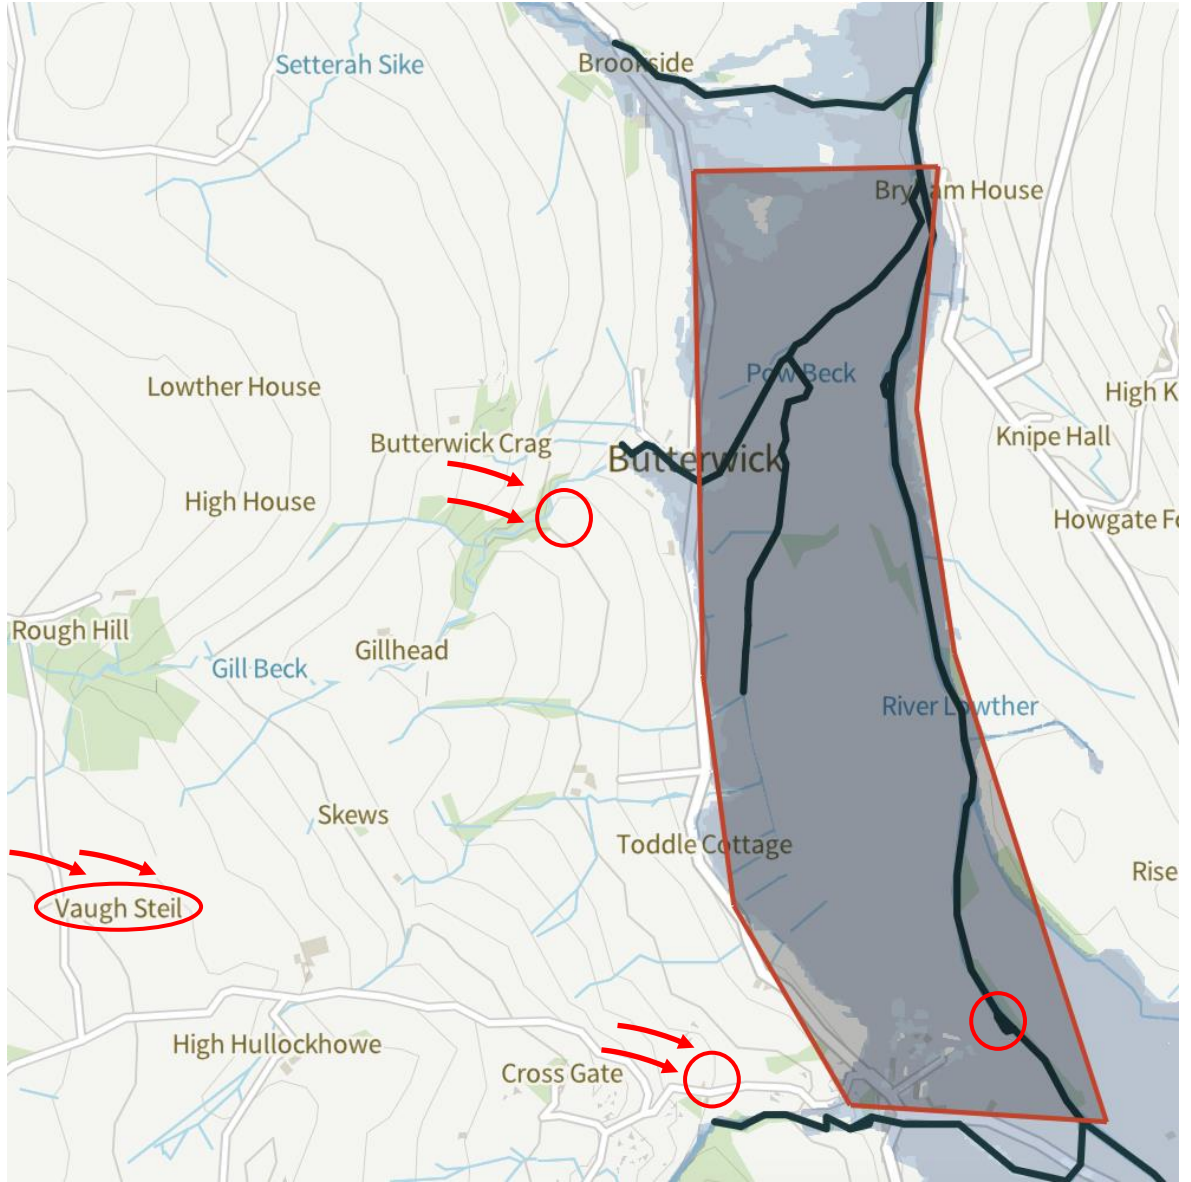 Setterah Sike
Brookside
Bryham House
Pow Beck
Lowther House
High K
Knipe Hall
Butterwick Crag
Butterwick
High House
Howgate Fo
Rough Hill
Gillhead
Gill Beck
River Lowther
Skews
Toddle Cottage
Rise
Vaugh Steil
High Hullockhowe
Cross Gate